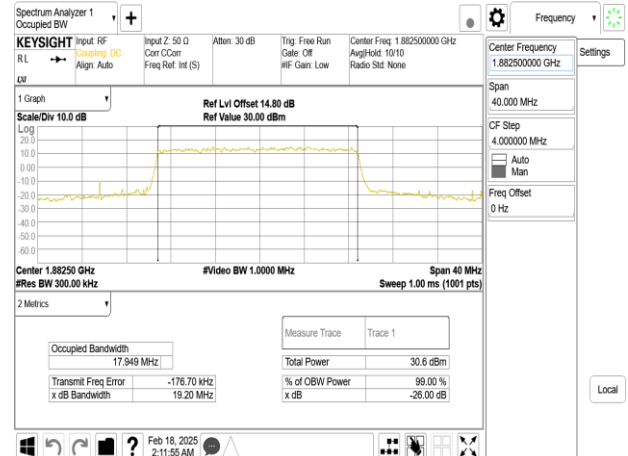 Spectrum Analyzer 1
Occupied BW
Frequency
KEYSIGHT
Input: RF
Coupling: DC
Align: Auto
Input Z: 50 Ω
Corr CCorr
Freq Ref: Int (S)
Atten: 30 dB
Trig: Free Run
Gate: Off
#IF Gain: Low
Center Freq: 1.882500000 GHz
Avg|Hold: 10/10
Radio Std: None
RL
LXI
Center Frequency
1.882500000 GHz
Settings
Span
40.000 MHz
CF Step
4.000000 MHz
Auto
Man
Freq Offset
0 Hz
Local
1 Graph
Scale/Div 10.0 dB
Ref Lvl Offset 14.80 dB
Ref Value 30.00 dBm
Log
20.0
10.0
0.00
-10.0
-20.0
-30.0
-40.0
-50.0
-60.0
Center 1.88250 GHz
#Res BW 300.00 kHz
#Video BW 1.0000 MHz
Span 40 MHz
Sweep 1.00 ms (1001 pts)
2 Metrics
Measure Trace
Trace 1
Occupied Bandwidth
17.949 MHz
Total Power
30.6 dBm
Transmit Freq Error
-176.70 kHz
% of OBW Power
99.00 %
x dB Bandwidth
19.20 MHz
x dB
-26.00 dB
?
Feb 18, 2025
2:11:55 AM